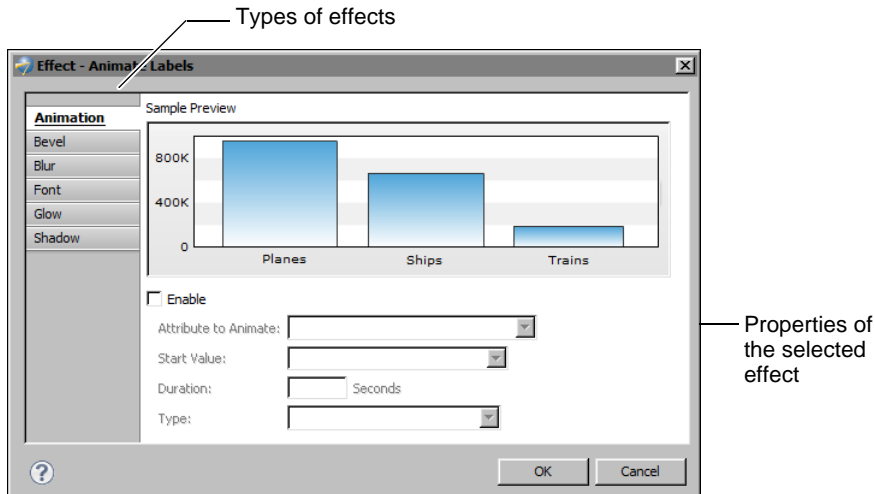 Types of effects
Effect - Animate Labels
Animation
Bevel
Blur
Font
Glow
Shadow
Sample Preview
800K
400K
0
Planes Ships Trains
Enable
Attribute to Animate:
Start Value:
Duration: Seconds
Type:
Properties of
the selected
effect
?
OK Cancel